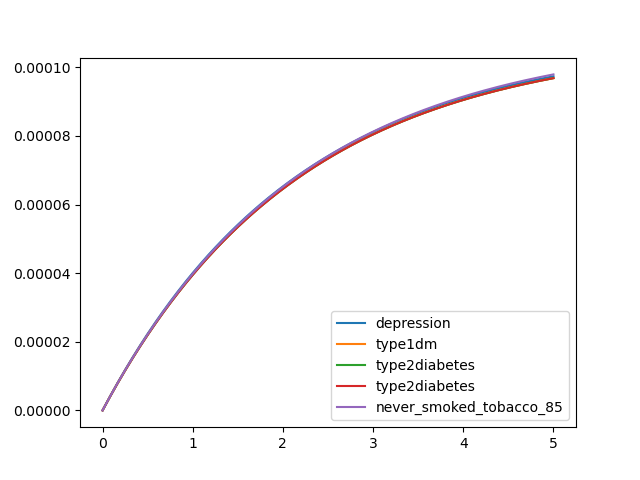 0.00010
0.00008
0.00006
0.00004
0.00002
0.00000
0 1 2 3 4 5
depression
type1dm
type2diabetes
type2diabetes
never_smoked_tobacco_85